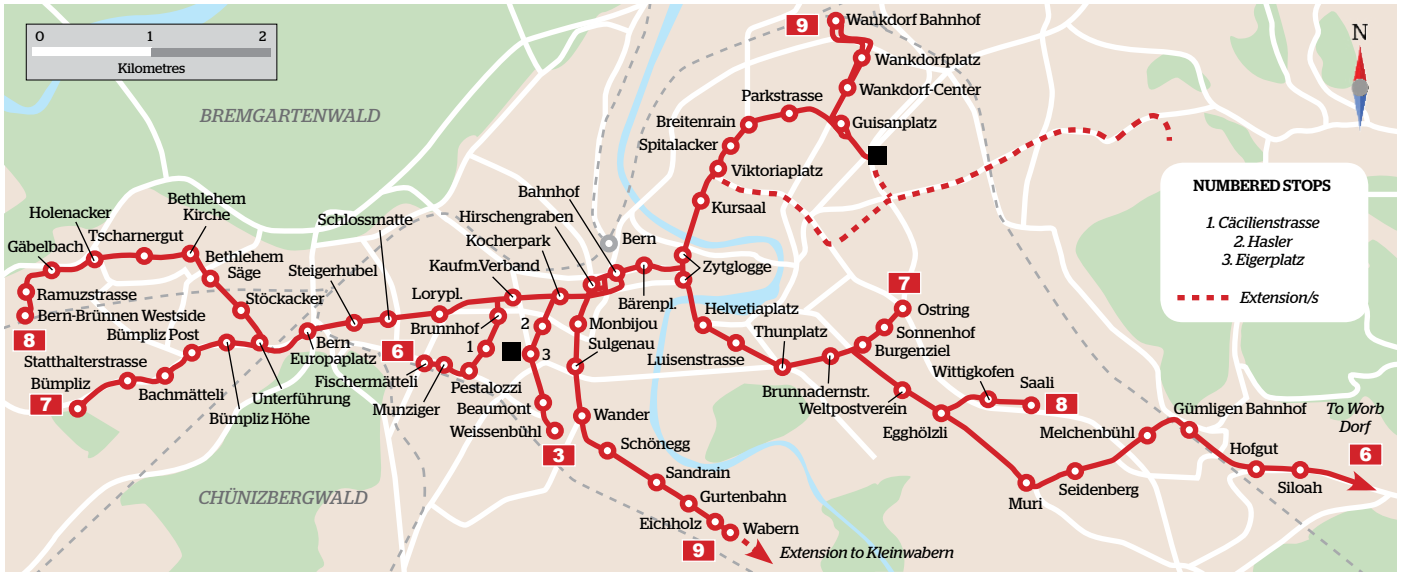 0 1 2
Kilometres
N
BREMGARTENWALD
CHÜNIZBERGWALD
9
Wankdorf Bahnhof
Wankdorfplatz
Wankdorf-Center
Parkstrasse
Guisanplatz
Breitenrain
Spitalacker
Viktoriaplatz
Kursaal
NUMBERED STOPS
1. Cäcilienstrasse
2. Hasler
3. Eigerplatz
Extension/s
Bethlehem
Kirche
Holenacker
Tscharnergut
Gäbelbach
Bethlehem
Säge
Ramuzstrasse
Bern-Brünnen Westside
8
Stöckacker
Steigerhubel
Schlossmatte
Bahnhof
Hirschengraben
Kocherpark
Kaufm.Verband
Bern
Lorypl.
Brunnhof
Bärenpl.
Zytglogge
Bümpliz Post
Statthalterstrasse
Bümpliz
7
Bachmätteli
Bümpliz Höhe
Unterführung
Bern
Europaplatz
6
Fischermätteli
Munziger
Pestalozzi
1
2
3
Beaumont
Weissenbühl
3
Monbijou
Sulgenau
Wander
Schönegg
Sandrain
Gurtenbahn
Eichholz
Wabern
9
Extension to Kleinwabern
Helvetiaplatz
Luisenstrasse
Thunplatz
Brunnadernstr.
7
Ostring
Sonnenhof
Burgenziel
Weltpostverein
Wittigkofen
Saali
8
Egghölzli
Muri
Seidenberg
Melchenbühl
Gümligen Bahnhof
Hofgut
Siloah
To Worb
Dorf
6